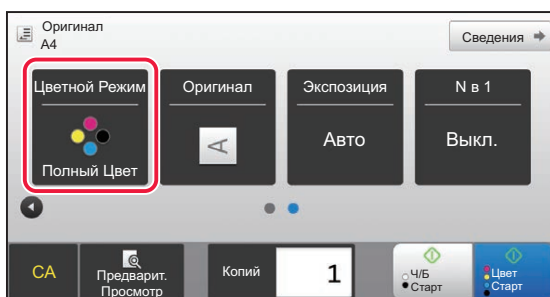 Оригинал
A4
Сведения
Цветной Режим
Полный Цвет
Оригинал
A
Экспозиция
Авто
N в 1
Выкл.
CA
Предварит.
Просмотр
Копий
1
Ч/Б
Старт
Цвет
Старт